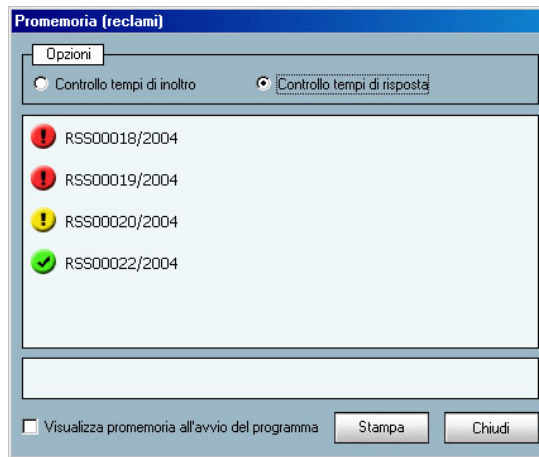 Promemoria (reclami)
Opzioni
Controllo tempi di inoltro
Controllo tempi di risposta
RSS00018/2004
RSS00019/2004
RSS00020/2004
RSS00022/2004
Visualizza promemoria all'avvio del programma
Stampa
Chiudi